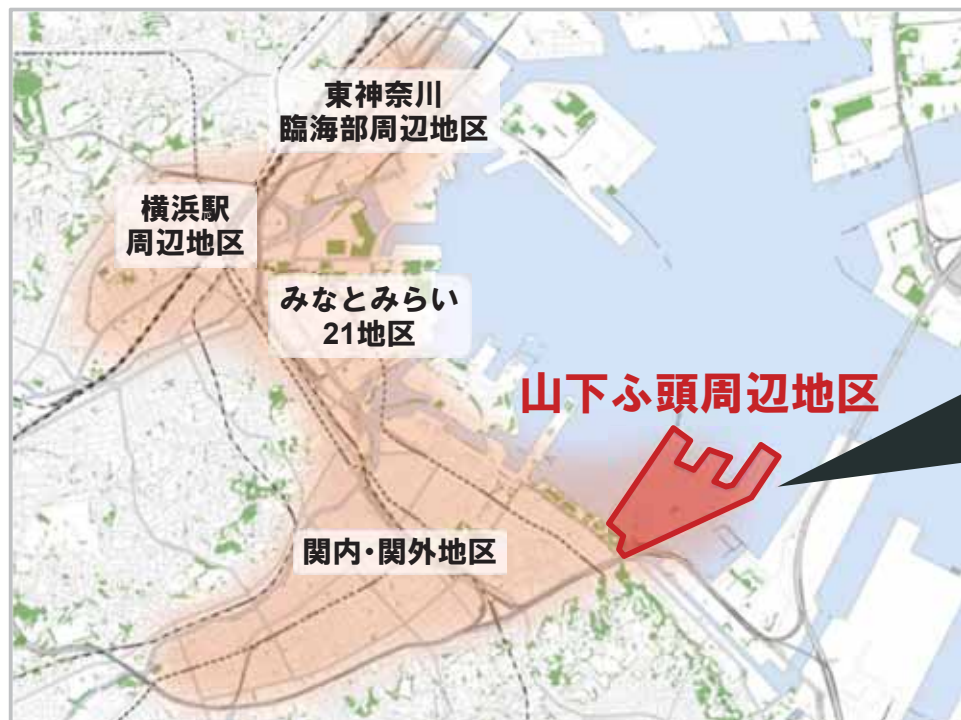 東神奈川
臨海部周辺地区
横浜駅
周辺地区
みなとみらい
21地区
山下ふ頭周辺地区
関内・関外地区